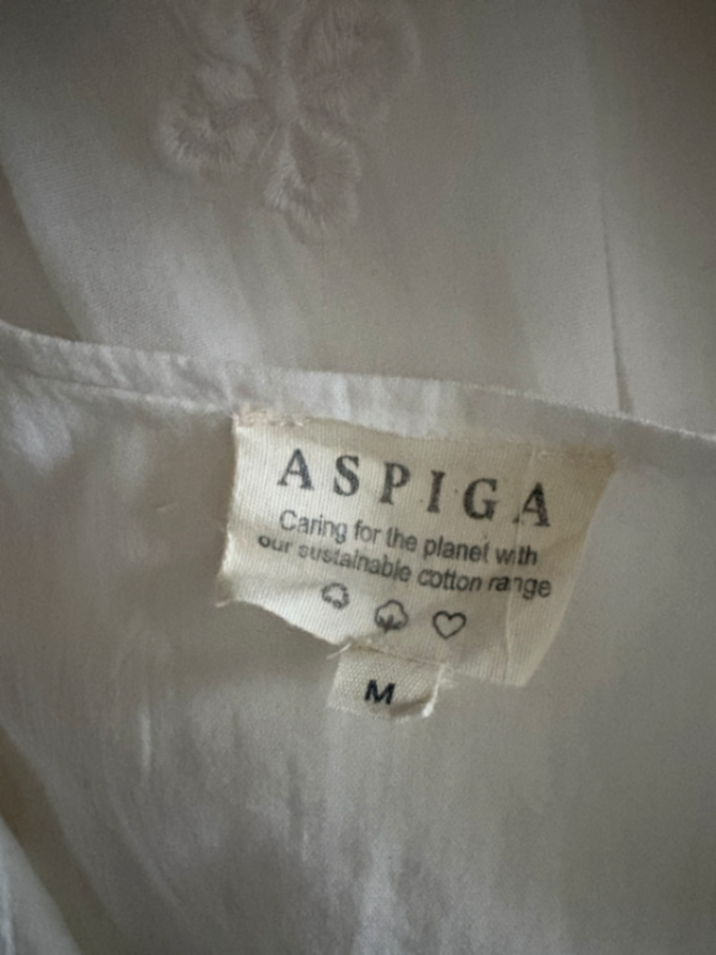 ASPIGA
Caring for the planet with
our sustainable cotton range
M